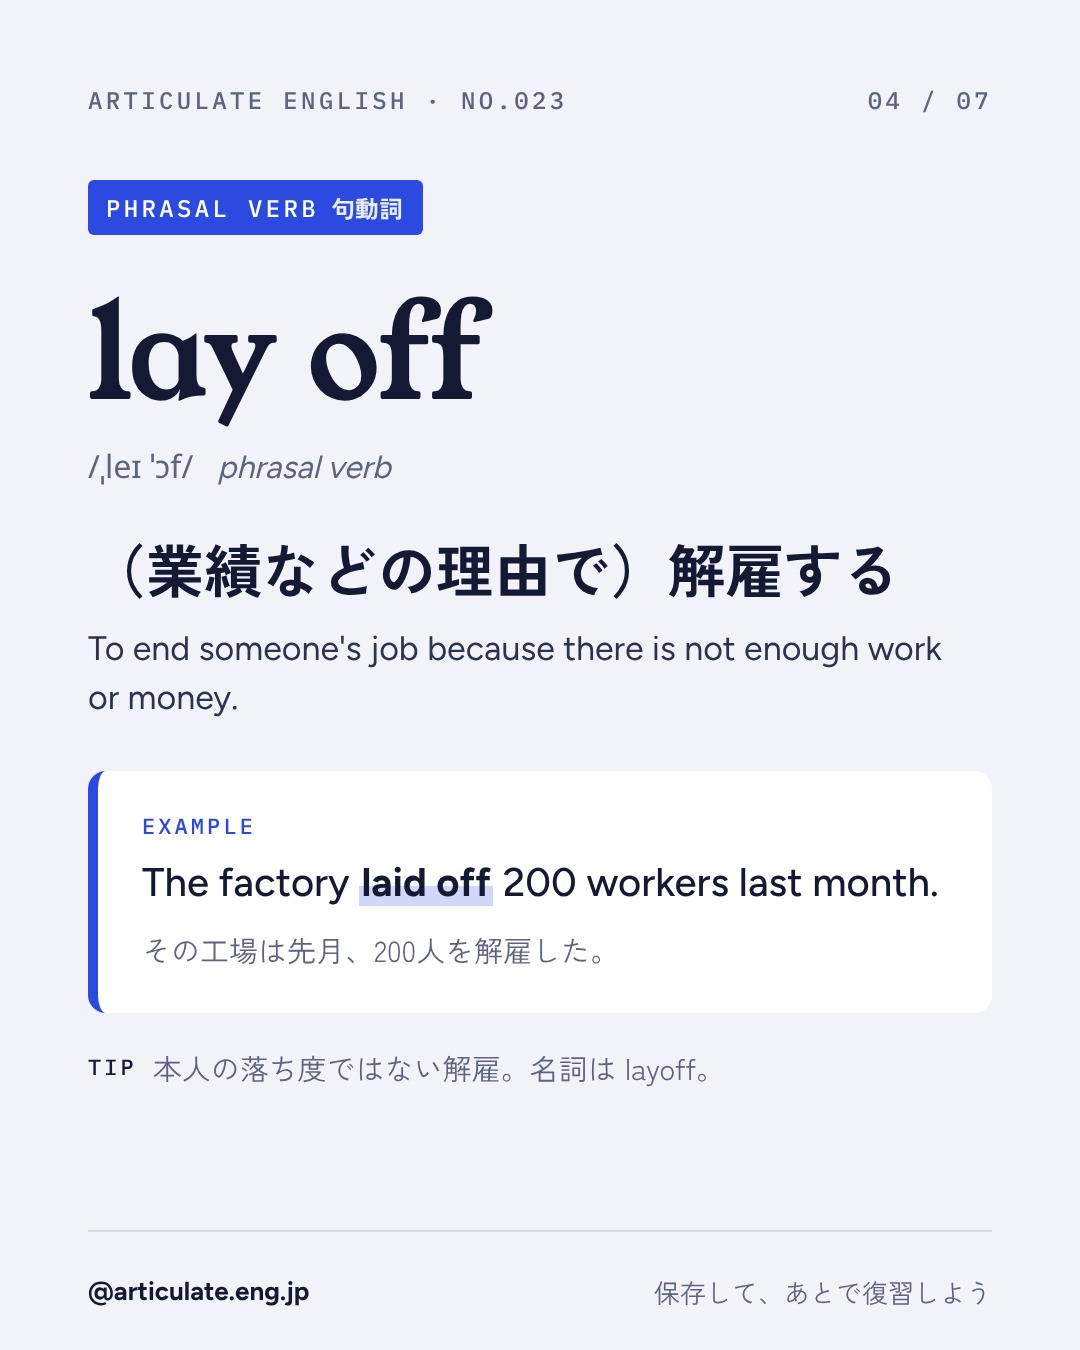 ARTICULATE ENGLISH · NO.023
04 / 07
PHRASAL VERB 句動詞
lay off
/ˌleɪ ˈɔf/ phrasal verb
（業績などの理由で）解雇する
To end someone's job because there is not enough work
or money.
EXAMPLE
The factory laid off 200 workers last month.
その工場は先月、200人を解雇した。
TIP 本人の落ち度ではない解雇。名詞は layoff。
@articulate.eng.jp
保存して、あとで復習しよう